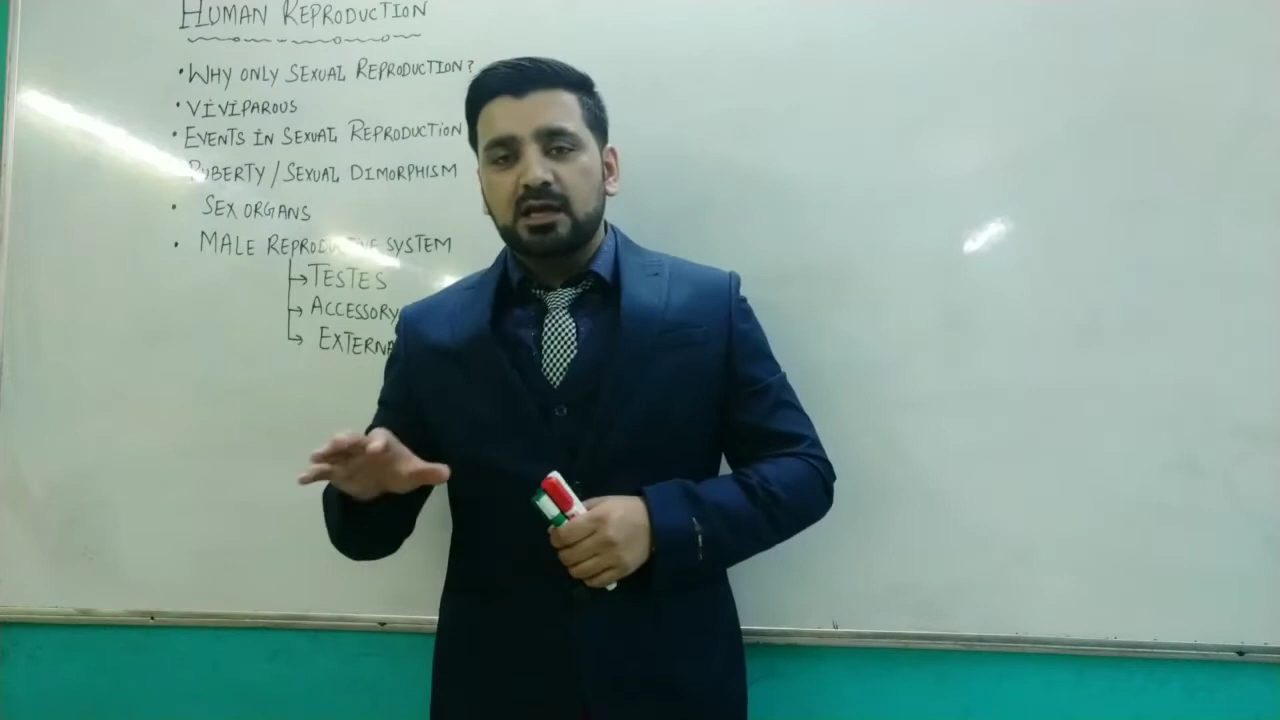 HUMAN REPRODUCTION
• WHY ONLY SEXUAL REPRODUCTION?
• VIVIPAROUS
• EVENTS IN SEXUAL REPRODUCTION
PUBERTY / SEXUAL DIMORPHISM
• SEX ORGANS
• MALE REPRODUCTIVE SYSTEM
→ TESTES
→ ACCESSORY
→ EXTERNA